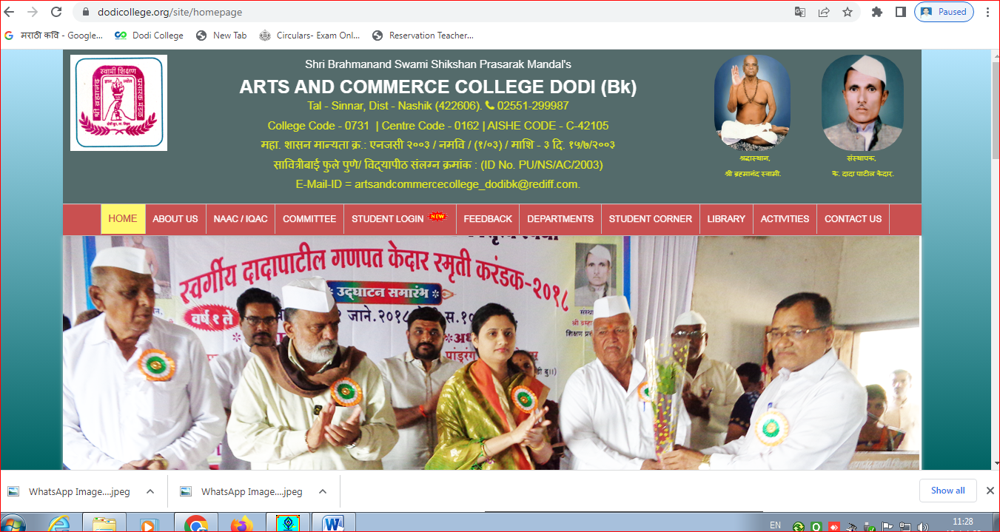 dodicollege.org/site/homepage
Paused
मराठी कवि - Google...
Dodi College
New Tab
Circulars- Exam Onl...
Reservation Teacher...
Shri Brahmanand Swami Shikshan Prasarak Mandal's
ARTS AND COMMERCE COLLEGE DODI (Bk)
Tal - Sinnar, Dist - Nashik (422606). 02551-299987
College Code - 0731 | Centre Code - 0162 | AISHE CODE - C-42105
महा. शासन मान्यता क्र.: एनजसी २००३ / नमवि / (१/०३) / माशि - ३ दि. १५/७/२००३
सावित्रीबाई फुले पुणे/ विद्यापीठ संलग्न क्रमांक : (ID No. PU/NS/AC/2003)
E-Mail-ID = artsandcommercecollege_dodibk@rediff.com.
स्वामी शिक्षण
श्रद्धास्थान,
श्री ब्रह्मानंद स्वामी.
संस्थापक,
कै. दादा पाटील केदार.
HOME
ABOUT US
NAAC / IQAC
COMMITTEE
STUDENT LOGIN NEW
FEEDBACK
DEPARTMENTS
STUDENT CORNER
LIBRARY
ACTIVITIES
CONTACT US
स्वर्गीय दादापाटील गणपत केदार स्मृती करंडक-२०१८
उद्घाटन समारंभ
वर्ष १ ले
जाने.२०१८
पांडुरंग
WhatsApp Image....jpeg
WhatsApp Image....jpeg
Show all
EN
11:28